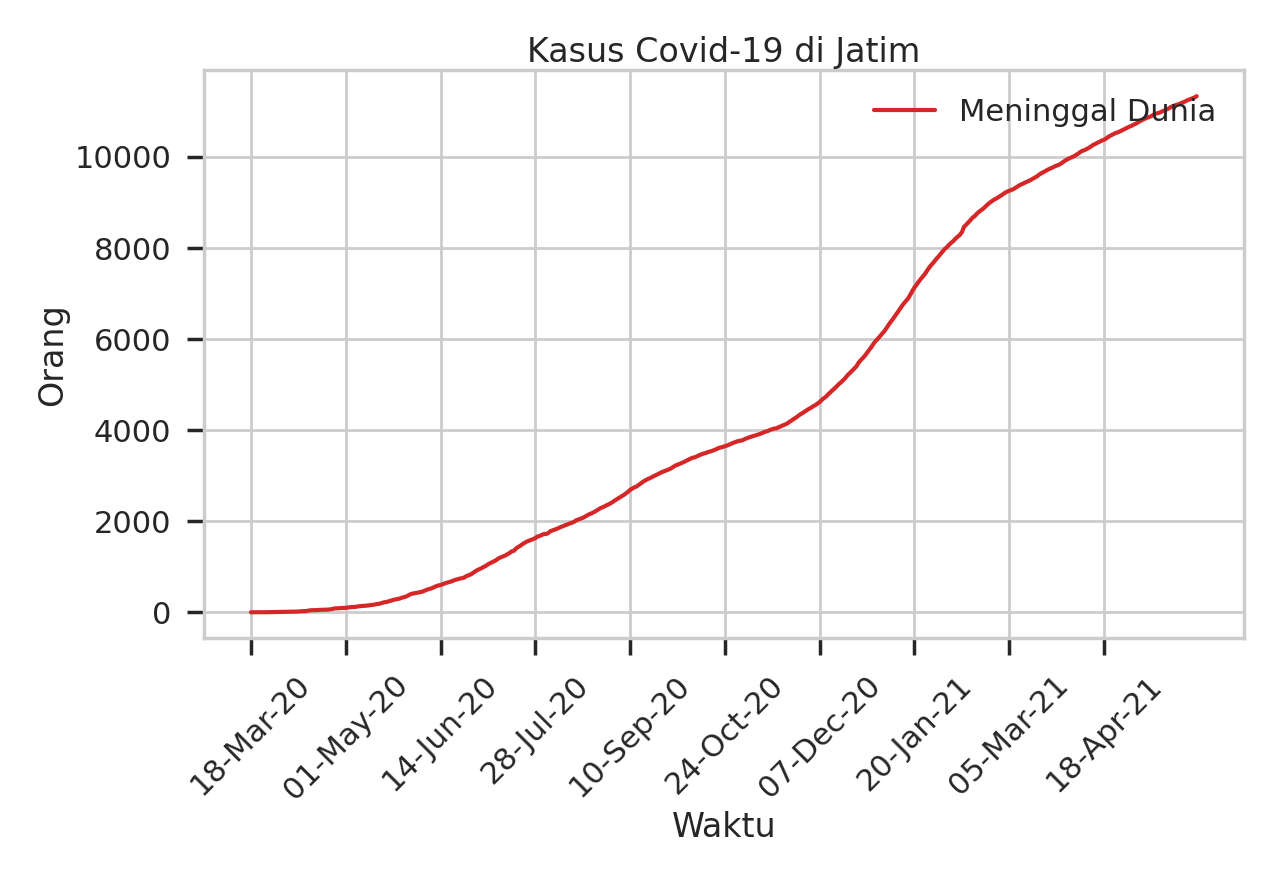 Kasus Covid-19 di Jatim
Meninggal Dunia
Orang
10000
8000
6000
4000
2000
0
18-Mar-20
01-May-20
14-Jun-20
28-Jul-20
10-Sep-20
24-Oct-20
07-Dec-20
20-Jan-21
05-Mar-21
18-Apr-21
Waktu